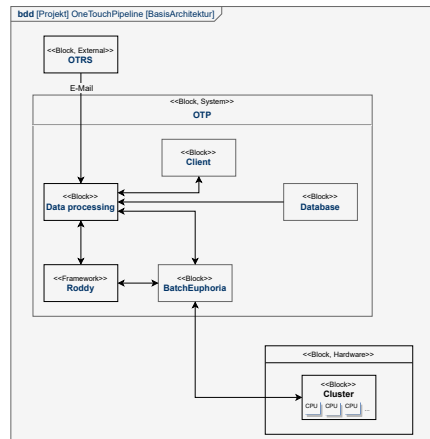 bdd [Projekt] OneTouchPipeline [BasisArchitektur]
<<Block, External>>
OTRS
E-Mail
<<Block, System>>
OTP
<<Block>>
Client
<<Block>>
Data processing
<<Block>>
Database
<<Framework>>
Roddy
<<Block>>
BatchEuphoria
<<Block, Hardware>>
<<Block>>
Cluster
CPU CPU CPU ...